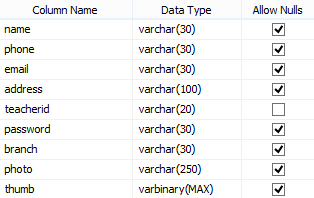 Column Name Data Type Allow Nulls
name varchar(30)
phone varchar(30)
email varchar(30)
address varchar(100)
teacherid varchar(20)
password varchar(30)
branch varchar(30)
photo varchar(250)
thumb varbinary(MAX)